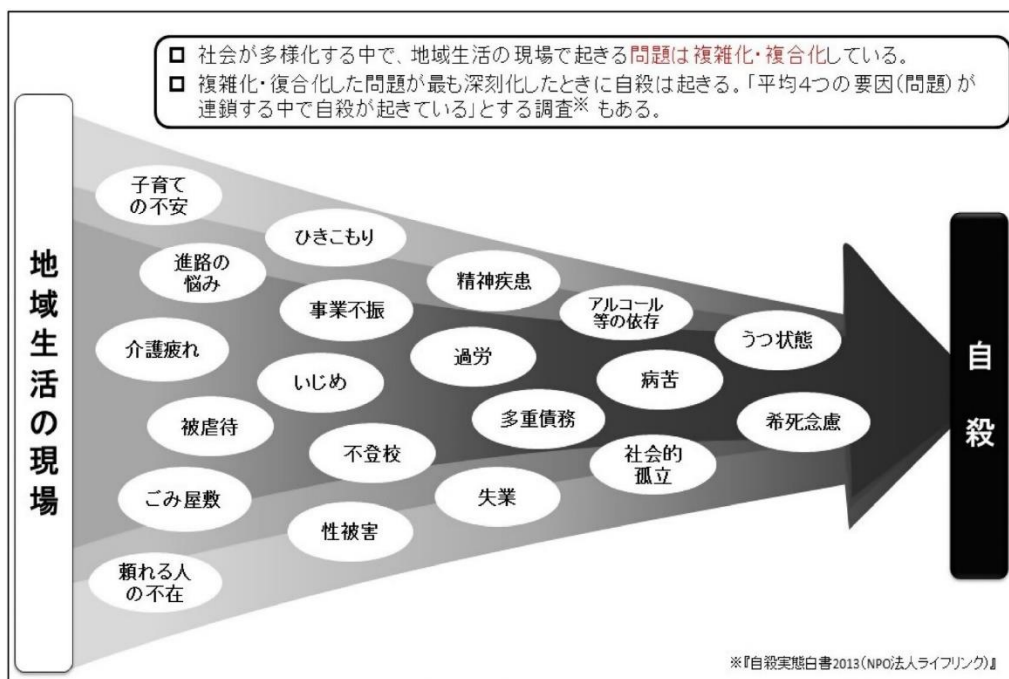 □ 社会が多様化する中で、地域生活の現場で起きる問題は複雑化・複合化している。
□ 複雑化・復合化した問題が最も深刻化したときに自殺は起きる。「平均4つの要因(問題)が
連鎖する中で自殺が起きている」とする調査※もある。
地域生活の現場
子育て
の不安
進路の
悩み
介護疲れ
被虐待
ごみ屋敷
頼れる人
の不在
ひきこもり
事業不振
いじめ
不登校
性被害
精神疾患
過労
多重債務
失業
アルコール
等の依存
病苦
社会的
孤立
うつ状態
希死念慮
自殺
※『自殺実態白書2013(NPO法人ライフリンク)』